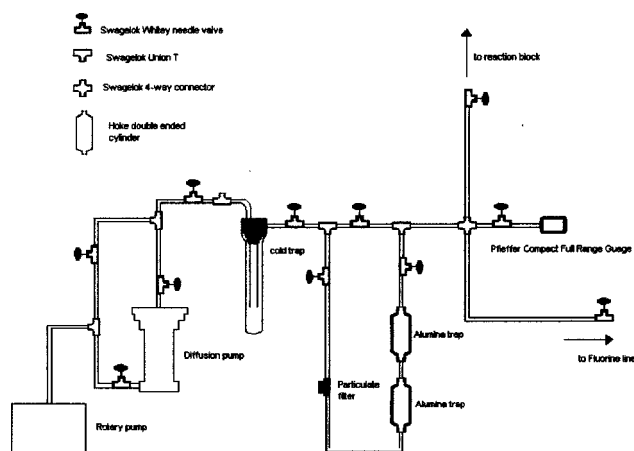 Swagelok Whitey needle valve
Swagelok Union T
Swagelok 4-way connector
Hoke double ended
cylinder
to reaction block
cold trap
Pfieffer Compact Full Range Guage
Diffusion pump
Alumina trap
to Fluorine line
Particulate
filter
Alumina trap
Rotary pump